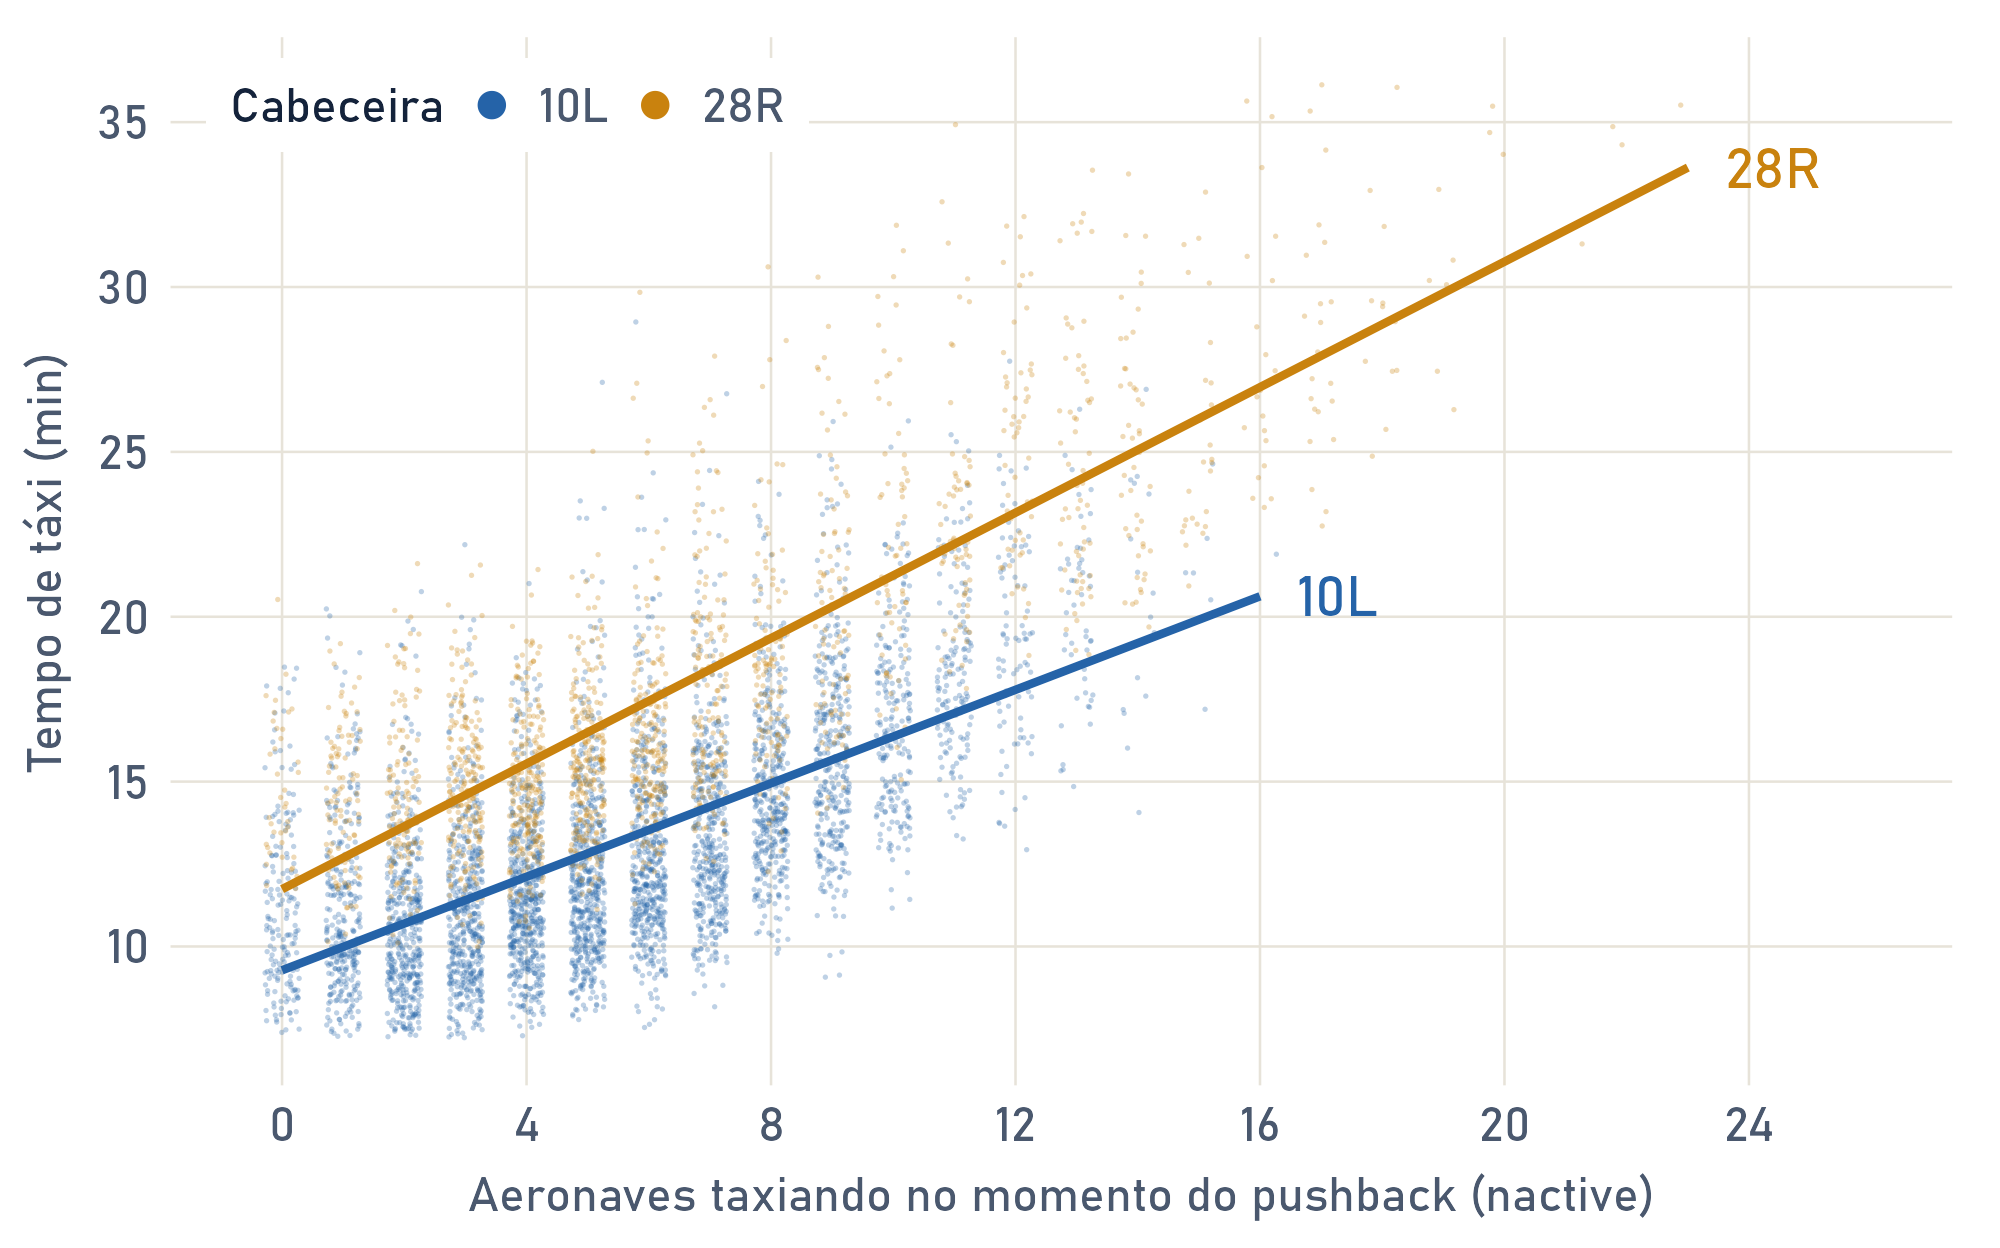 Cabeceira 10L 28R
35
30
25
20
15
10
28R
10L
0 4 8 12 16 20 24
Tempo de táxi (min)
Aeronaves taxiando no momento do pushback (nactive)